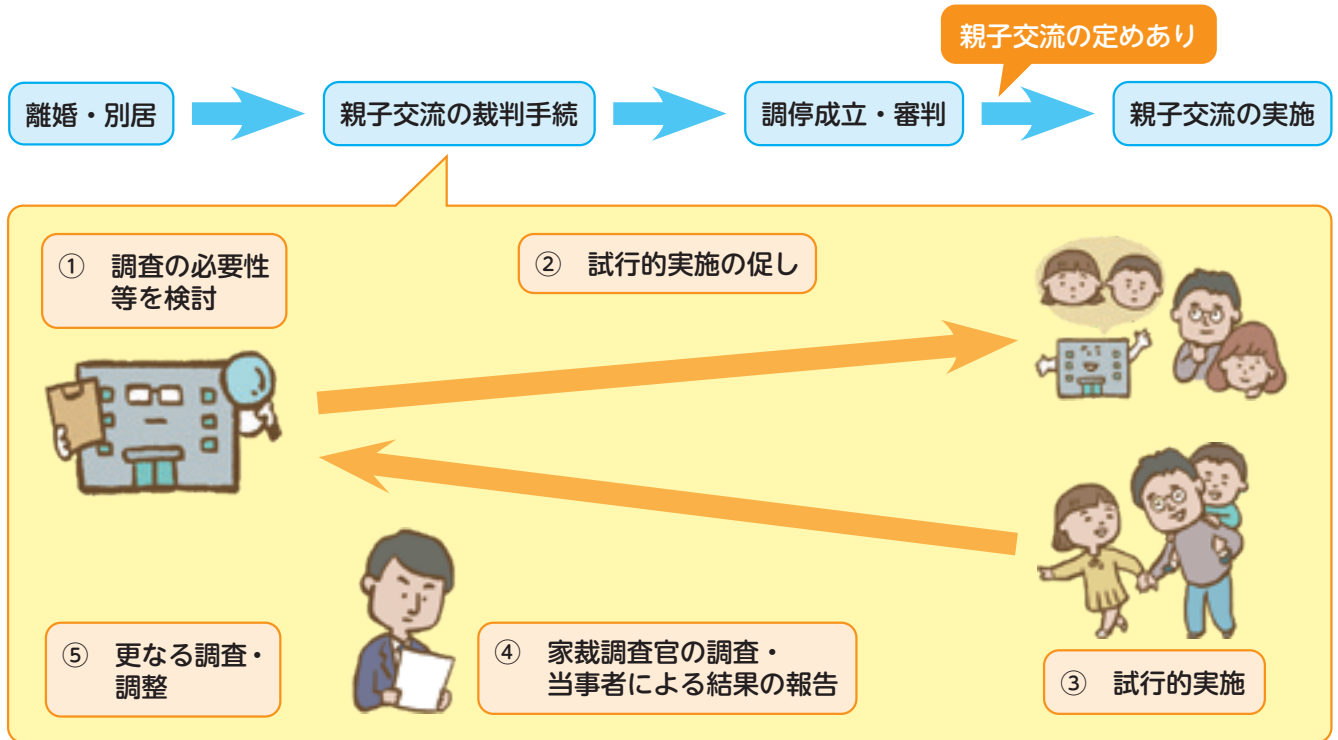 親子交流の定めあり
離婚・別居
親子交流の裁判手続
調停成立・審判
親子交流の実施
① 調査の必要性
等を検討
② 試行的実施の促し
③ 試行的実施
④ 家裁調査官の調査・
当事者による結果の報告
⑤ 更なる調査・
調整